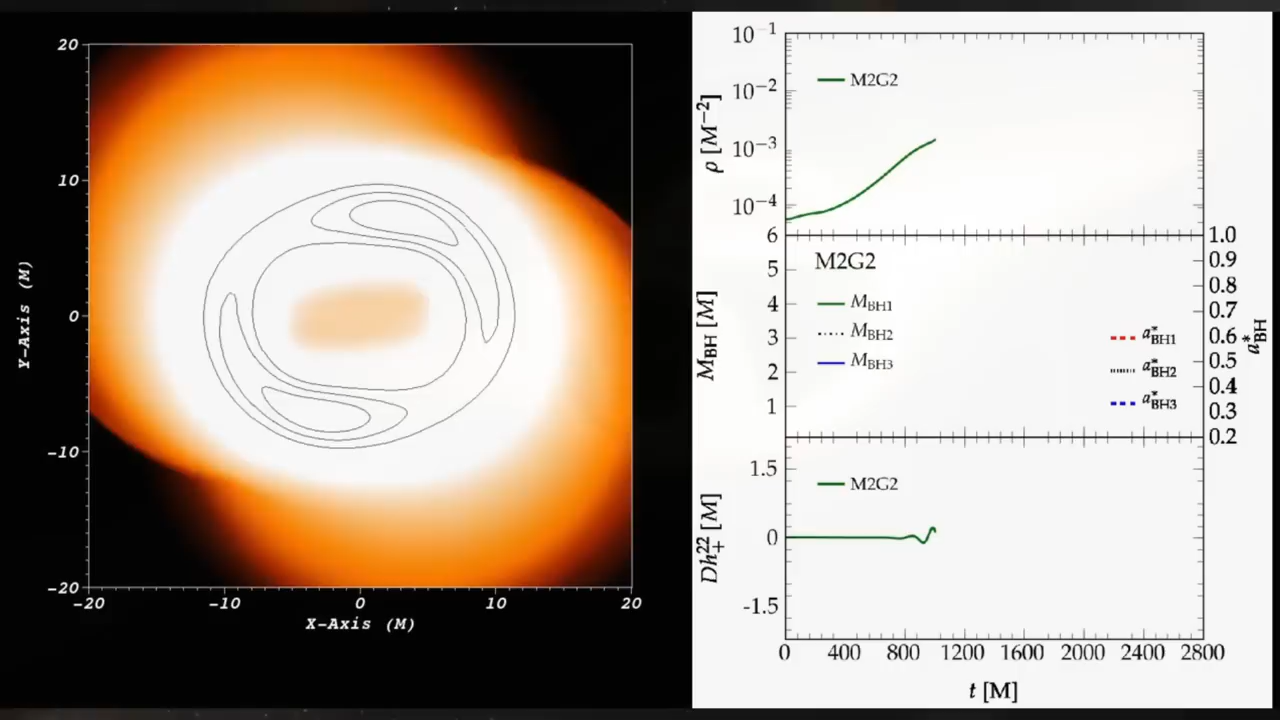 20
10
0
-10
-20
Y-Axis (M)
-20 -10 0 10 20
X-Axis (M)
10⁻¹
10⁻²
10⁻³
10⁻⁴
ρ [M⁻²]
M2G2
6
5
4
3
2
1
M_BH [M]
M2G2
M_BH1
M_BH2
M_BH3
1.0
0.9
0.8
0.7
0.6
0.5
0.4
0.3
0.2
a*_BH
a*_BH1
a*_BH2
a*_BH3
1.5
0
-1.5
Dh₊²² [M]
M2G2
0 400 800 1200 1600 2000 2400 2800
t [M]